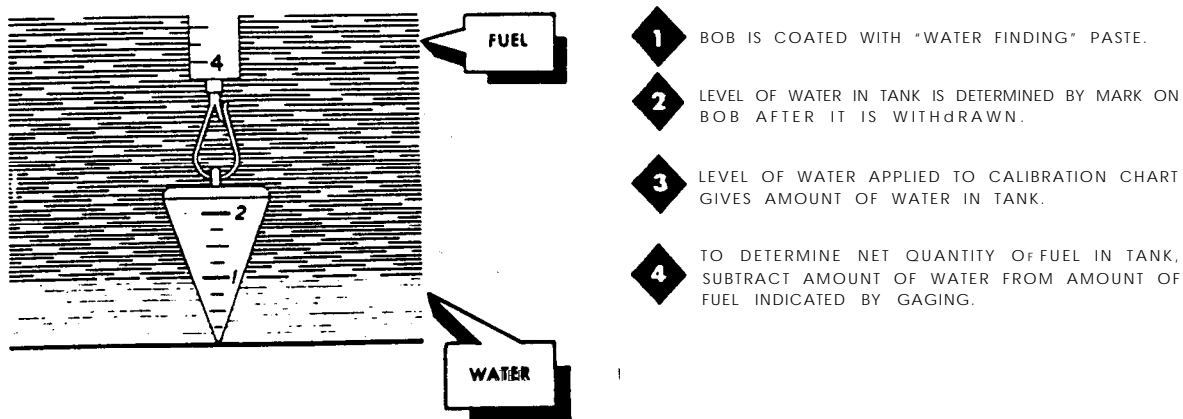 4
FUEL
2
1
WATER
1
BOB IS COATED WITH “WATER FINDING” PASTE.
2
LEVEL OF WATER IN TANK IS DETERMINED BY MARK ON
BOB AFTER IT IS WITHdRAWN.
3
LEVEL OF WATER APPLIED TO CALIBRATION CHART
GIVES AMOUNT OF WATER IN TANK.
4
TO DETERMINE NET QUANTITY OF FUEL IN TANK,
SUBTRACT AMOUNT OF WATER FROM AMOUNT OF
FUEL INDICATED BY GAGING.